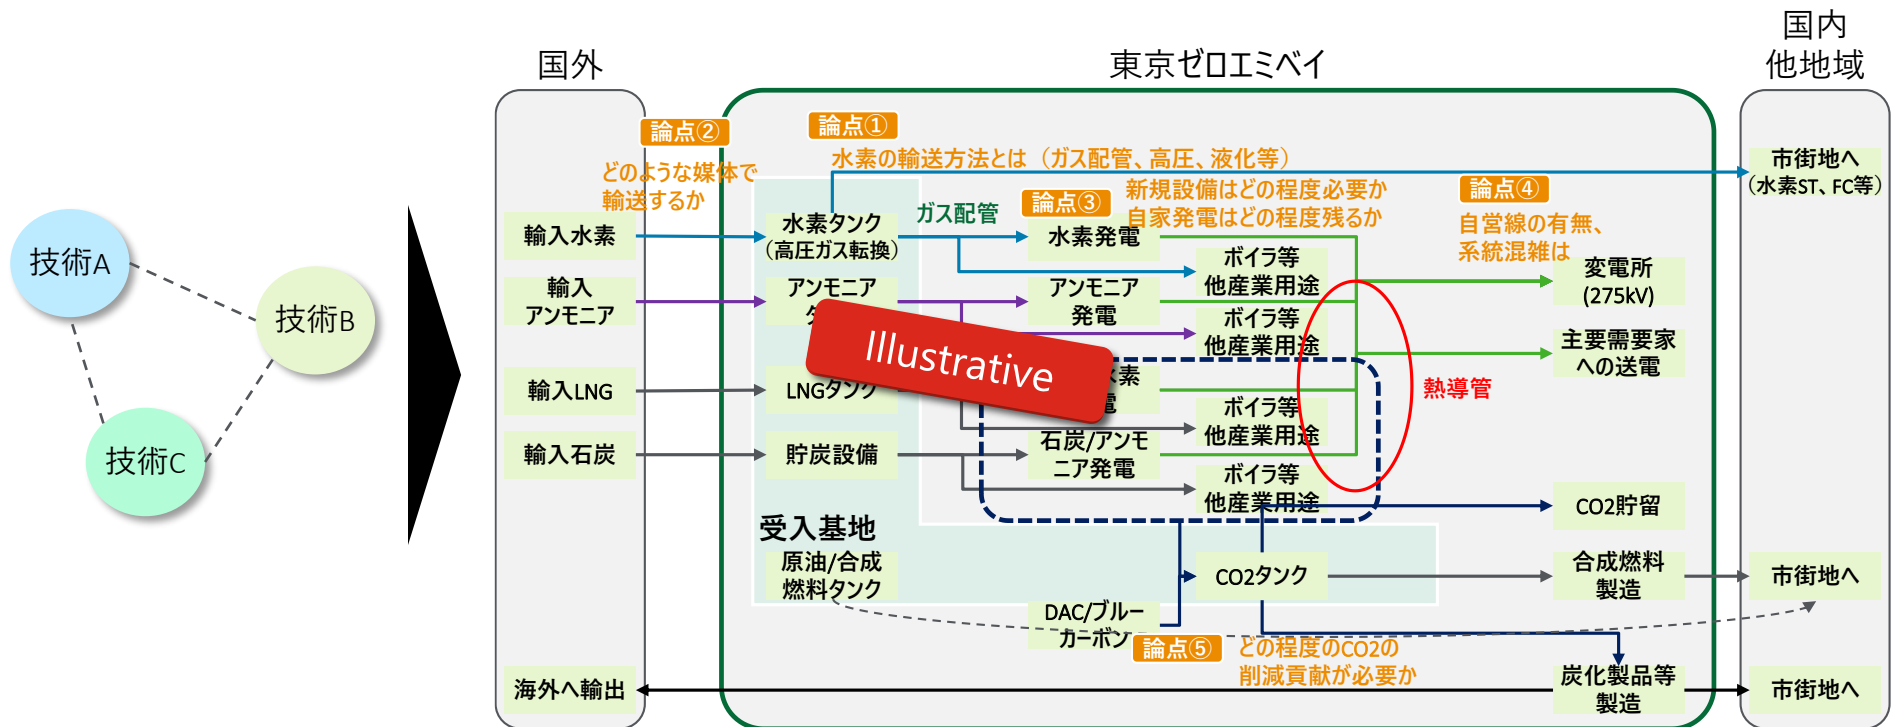 国外
東京ゼロエミベイ
国内
他地域
論点②
どのような媒体で
輸送するか
論点①
水素の輸送方法とは（ガス配管、高圧、液化等）
論点③
新規設備はどの程度必要か
自家発電はどの程度残るか
論点④
自営線の有無、
系統混雑は
技術A
技術B
技術C
輸入水素
輸入
アンモニア
輸入LNG
輸入石炭
海外へ輸出
水素タンク
（高圧ガス転換）
ガス配管
アンモニア
LNGタンク
貯炭設備
受入基地
原油/合成
燃料タンク
水素発電
アンモニア
発電
Illustrative
水素
電
石炭/アンモ
ニア発電
DAC/ブルー
カーボン
ボイラ等
他産業用途
ボイラ等
他産業用途
ボイラ等
他産業用途
ボイラ等
他産業用途
CO2タンク
熱導管
論点⑤
どの程度のCO2の
削減貢献が必要か
変電所
(275kV)
主要需要家
への送電
CO2貯留
合成燃料
製造
炭化製品等
製造
市街地へ
（水素ST、FC等）
市街地へ
市街地へ